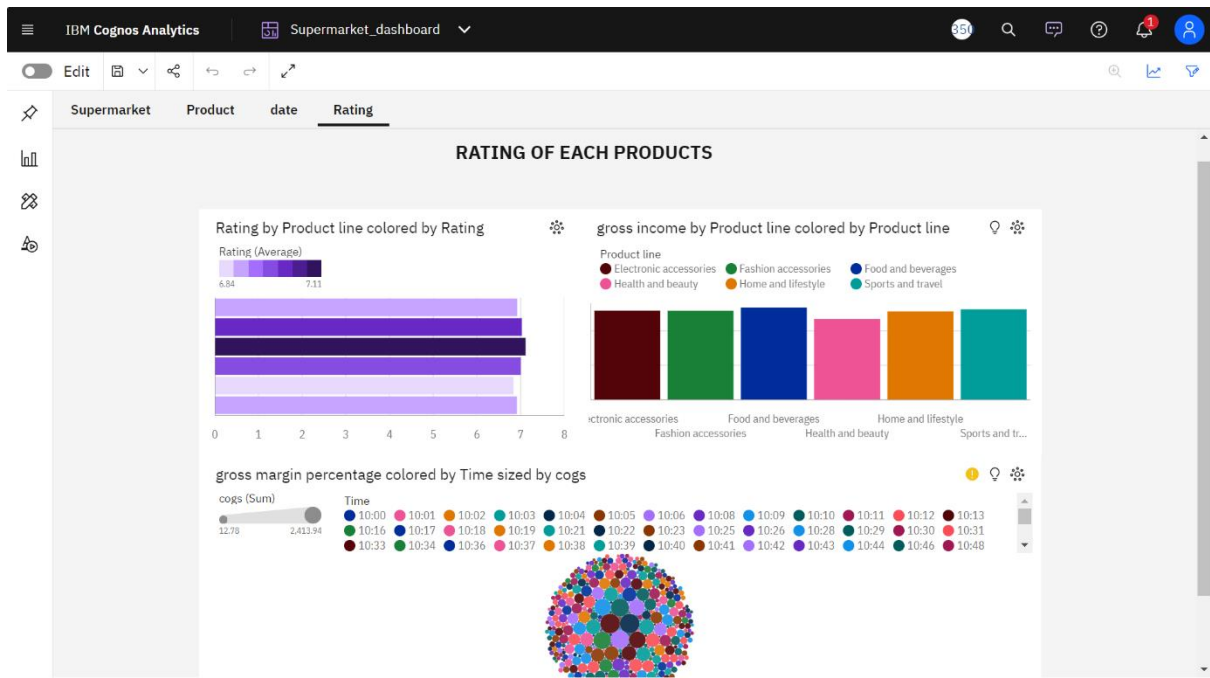 IBM Cognos Analytics Supermarket_dashboard 350 1
Edit
Supermarket Product date Rating
RATING OF EACH PRODUCTS
Rating by Product line colored by Rating
Rating (Average)
6.84 7.11
0 1 2 3 4 5 6 7 8
gross income by Product line colored by Product line
Product line
Electronic accessories Fashion accessories Food and beverages
Health and beauty Home and lifestyle Sports and travel
ectronic accessories Food and beverages Home and lifestyle
Fashion accessories Health and beauty Sports and tr...
gross margin percentage colored by Time sized by cogs
cogs (Sum)
12.78 2,413.94
Time
10:00 10:01 10:02 10:03 10:04 10:05 10:06 10:08 10:09 10:10 10:11 10:12 10:13
10:16 10:17 10:18 10:19 10:21 10:22 10:23 10:25 10:26 10:28 10:29 10:30 10:31
10:33 10:34 10:36 10:37 10:38 10:39 10:40 10:41 10:42 10:43 10:44 10:46 10:48